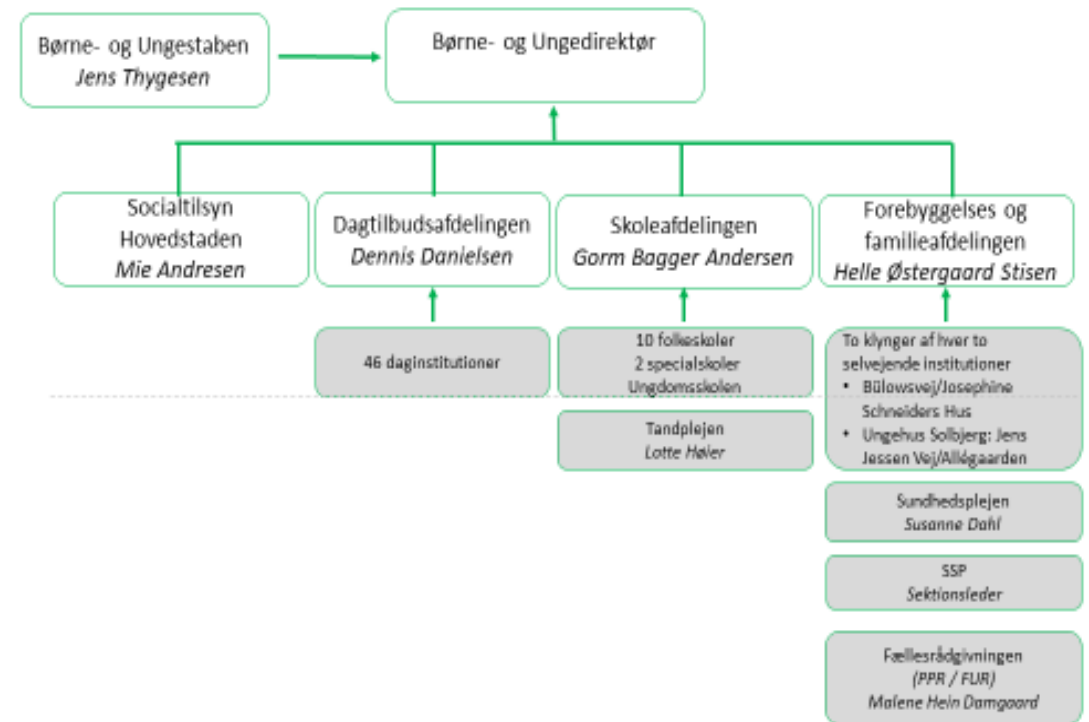 Børne- og Ungestaben
Jens Thygesen
Børne- og Ungedirektør
Socialtilsyn
Hovedstaden
Mie Andresen
Dagtilbudsafdelingen
Dennis Danielsen
Skoleafdelingen
Gorm Bagger Andersen
Forebyggelses og
familieafdelingen
Helle Østergaard Stisen
46 daginstitutioner
10 folkeskoler
2 specialskoler
Ungdomsskolen
Tandplejen
Lotte Høier
To klynger af hver to
selvejende institutioner
• Bülowsvej/Josephine
Schneiders Hus
• Ungehus Solbjerg: Jens
Jessen Vej/Allégaarden
Sundhedsplejen
Susanne Dahl
SSP
Sektionsleder
Fællesrådgivningen
(PPR / FUR)
Malene Hein Damgaard